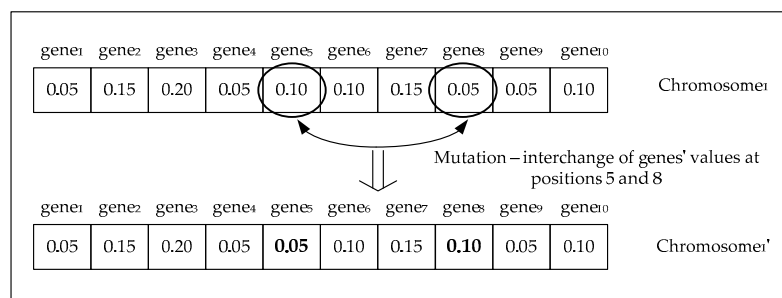 gene1 gene2 gene3 gene4 gene5 gene6 gene7 gene8 gene9 gene10
0.05 0.15 0.20 0.05 0.10 0.10 0.15 0.05 0.05 0.10 Chromosome1
Mutation – interchange of genes' values at
positions 5 and 8
gene1 gene2 gene3 gene4 gene5 gene6 gene7 gene8 gene9 gene10
0.05 0.15 0.20 0.05 0.05 0.10 0.15 0.10 0.05 0.10 Chromosome1'